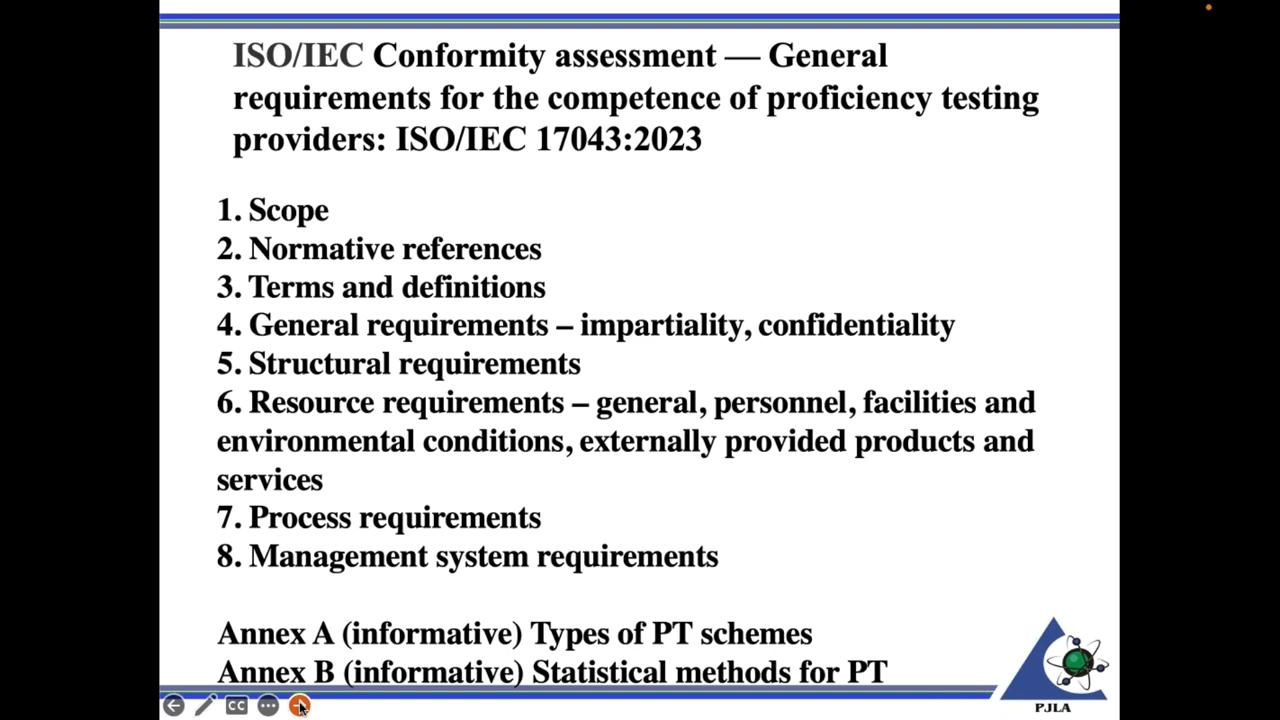 ISO/IEC Conformity assessment — General
requirements for the competence of proficiency testing
providers: ISO/IEC 17043:2023
1. Scope
2. Normative references
3. Terms and definitions
4. General requirements – impartiality, confidentiality
5. Structural requirements
6. Resource requirements – general, personnel, facilities and
environmental conditions, externally provided products and
services
7. Process requirements
8. Management system requirements
Annex A (informative) Types of PT schemes
Annex B (informative) Statistical methods for PT
CC
PJLA